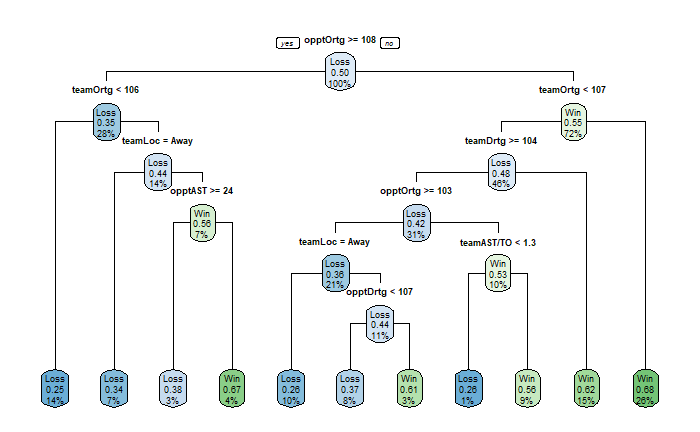 yes opptOrtg >= 108 no
Loss
0.50
100%
teamOrtg < 106
teamOrtg < 107
Loss
0.35
28%
Win
0.55
72%
teamLoc = Away
teamDrtg >= 104
Loss
0.44
14%
Loss
0.48
46%
opptAST >= 24
opptOrtg >= 103
Win
0.56
7%
Loss
0.42
31%
teamLoc = Away
teamAST/TO < 1.3
Loss
0.36
21%
Win
0.53
10%
opptDrtg < 107
Loss
0.44
11%
Loss
0.25
14%
Loss
0.34
7%
Loss
0.38
3%
Win
0.67
4%
Loss
0.26
10%
Loss
0.37
8%
Win
0.61
3%
Loss
0.26
1%
Win
0.56
9%
Win
0.62
15%
Win
0.68
26%